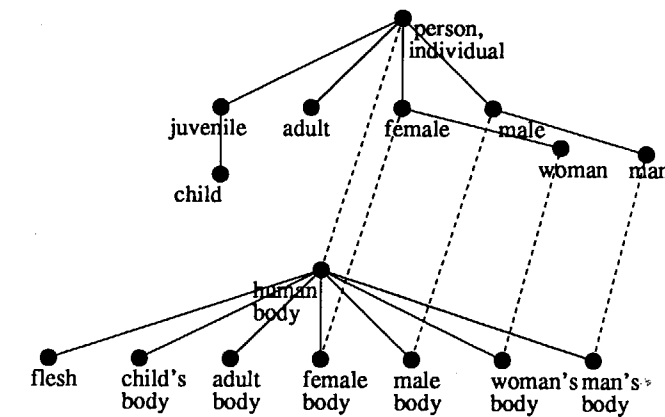 person,
individual
juvenile adult female male
woman man
child
human
body
flesh child's adult female male woman's man's
body body body body body body